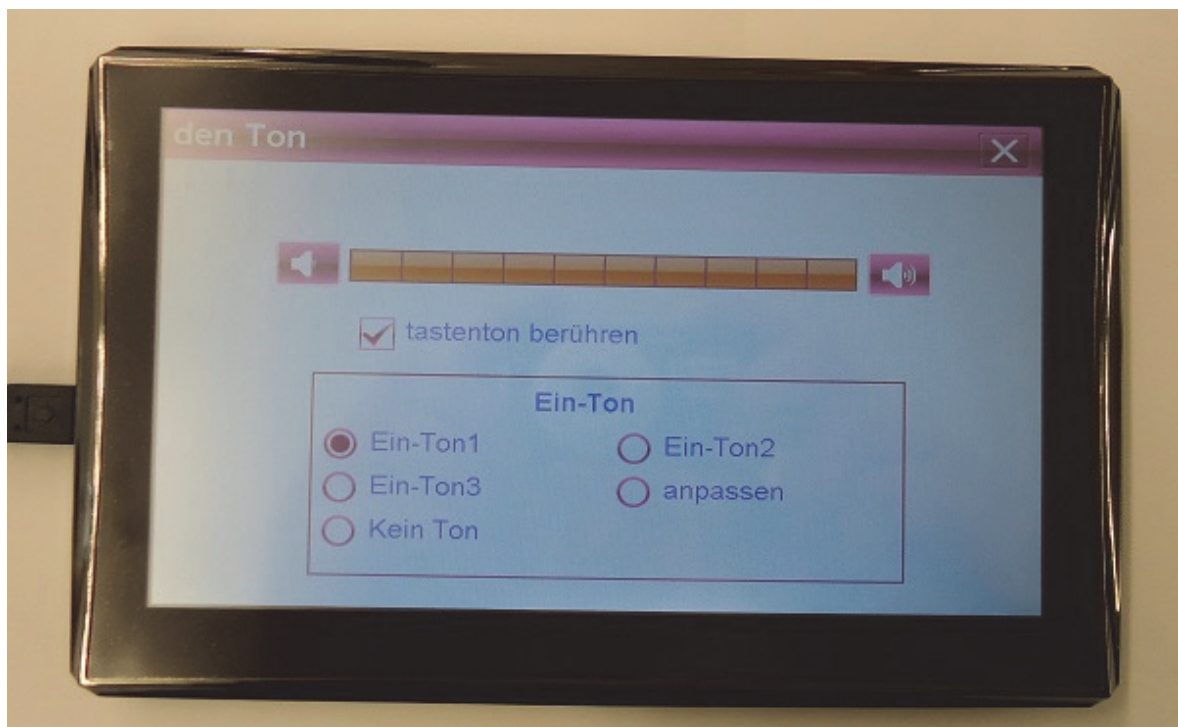 den Ton
tastenton berühren
Ein-Ton
Ein-Ton1 Ein-Ton2
Ein-Ton3 anpassen
Kein Ton